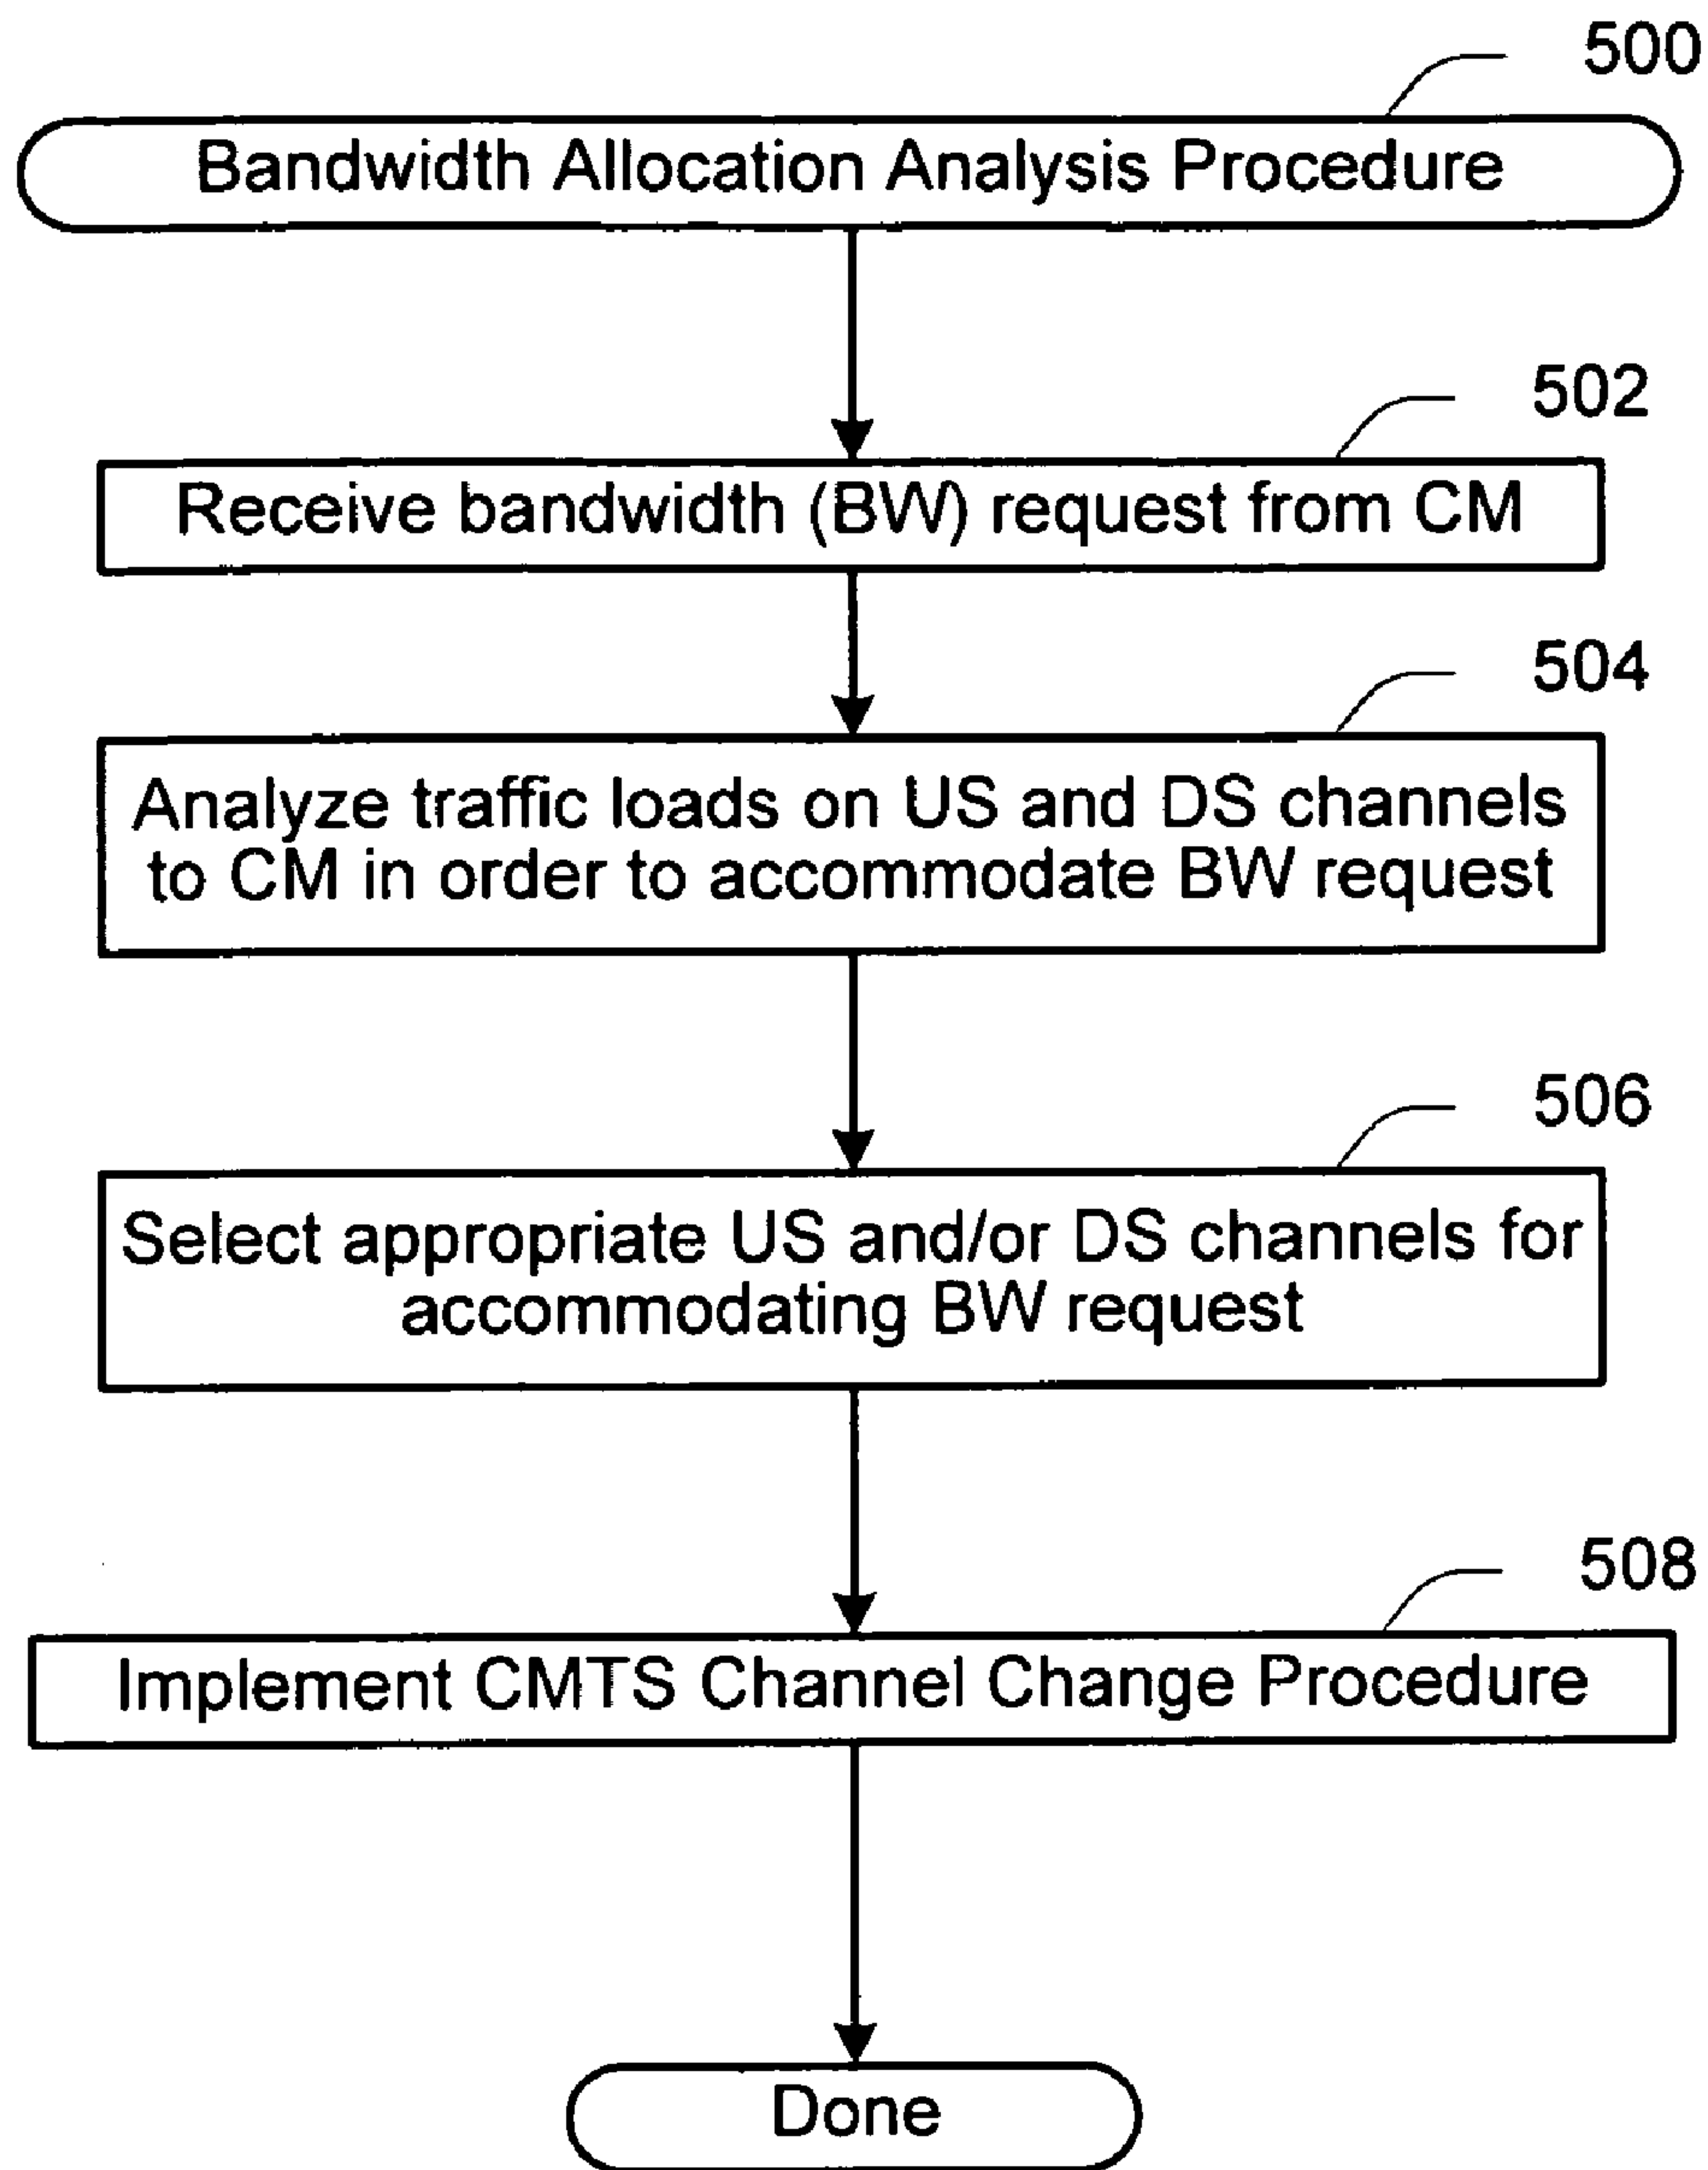 500
Bandwidth Allocation Analysis Procedure
502
Receive bandwidth (BW) request from CM
504
Analyze traffic loads on US and DS channels
to CM in order to accommodate BW request
506
Select appropriate US and/or DS channels for
accommodating BW request
508
Implement CMTS Channel Change Procedure
Done